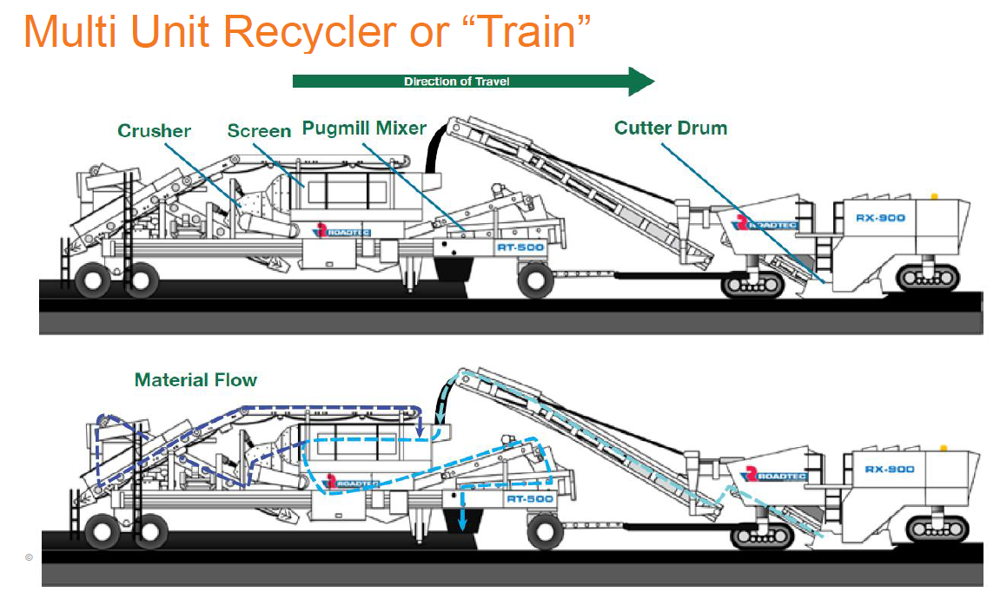 Multi Unit Recycler or “Train”
Direction of Travel
Crusher
Screen
Pugmill Mixer
Cutter Drum
ROADTEC
RT-500
ROADTEC
RX-900
Material Flow
ROADTEC
RT-500
ROADTEC
RX-900
©